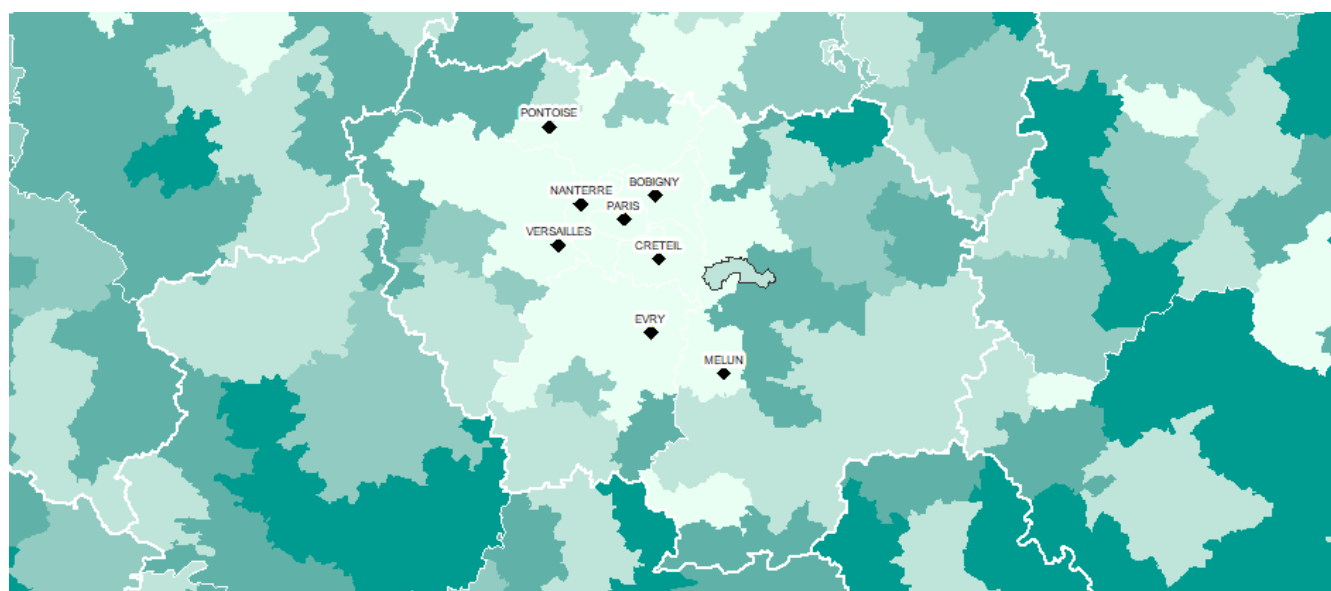 PONTOISE
BOBIGNY
NANTERRE
PARIS
VERSAILLES
CRETEIL
EVRY
MELUN